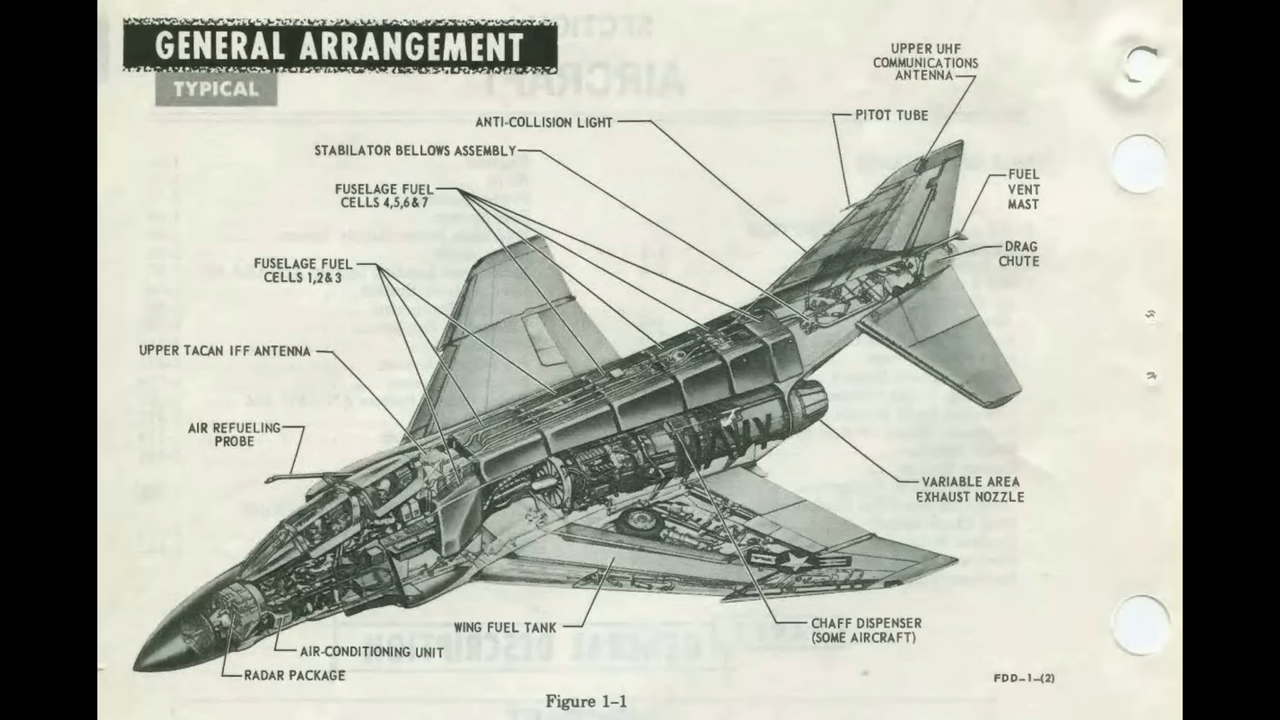 GENERAL ARRANGEMENT
TYPICAL
UPPER UHF
COMMUNICATIONS
ANTENNA
PITOT TUBE
ANTI-COLLISION LIGHT
STABILATOR BELLOWS ASSEMBLY
FUEL
VENT
MAST
FUSELAGE FUEL
CELLS 4,5,6&7
DRAG
CHUTE
FUSELAGE FUEL
CELLS 1,2&3
UPPER TACAN IFF ANTENNA
AIR REFUELING
PROBE
NAVY
VARIABLE AREA
EXHAUST NOZZLE
WING FUEL TANK
CHAFF DISPENSER
(SOME AIRCRAFT)
AIR-CONDITIONING UNIT
RADAR PACKAGE
FDD-1-(2)
Figure 1-1